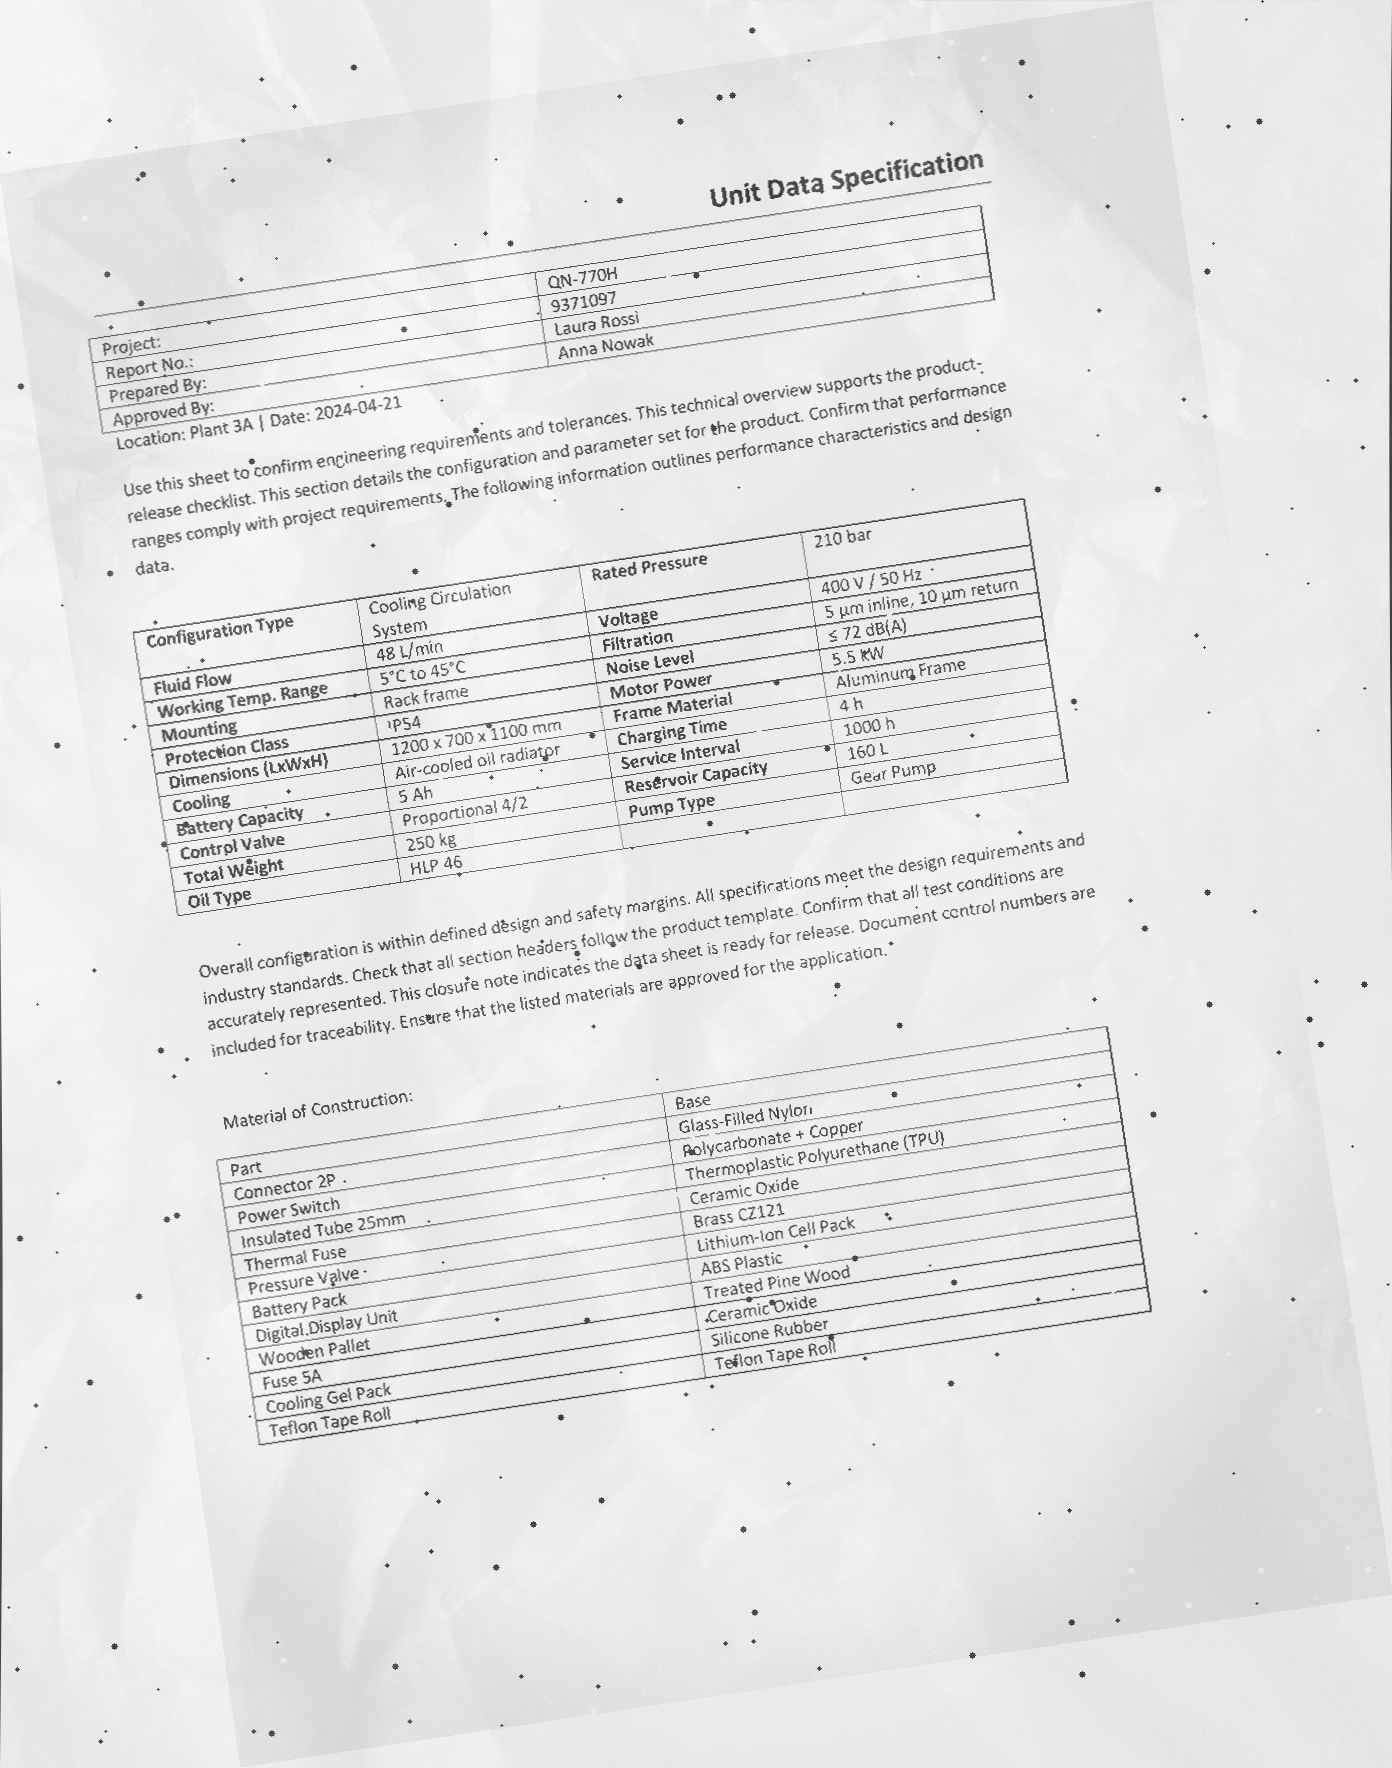 Unit Data Specification
Project: QN-770H
Report No.: 9371097
Prepared By: Laura Rossi
Approved By: Anna Nowak
Location: Plant 3A | Date: 2024-04-21
Use this sheet to confirm engineering requirements and tolerances. This technical overview supports the product-
release checklist. This section details the configuration and parameter set for the product. Confirm that performance
ranges comply with project requirements. The following information outlines performance characteristics and design
data.
Configuration Type Cooling Circulation System Rated Pressure 210 bar
Fluid Flow 48 L/min Voltage 400 V / 50 Hz
Working Temp. Range 5°C to 45°C Filtration 5 µm inline, 10 µm return
Mounting Rack frame Noise Level ≤ 72 dB(A)
Protection Class IP54 Motor Power 5.5 kW
Dimensions (LxWxH) 1200 x 700 x 1100 mm Frame Material Aluminum Frame
Cooling Air-cooled oil radiator Charging Time 4 h
Battery Capacity 5 Ah Service Interval 1000 h
Control Valve Proportional 4/2 Reservoir Capacity 160 L
Total Weight 250 kg Pump Type Gear Pump
Oil Type HLP 46
Overall configuration is within defined design and safety margins. All specifications meet the design requirements and
industry standards. Check that all section headers follow the product template. Confirm that all test conditions are
accurately represented. This closure note indicates the data sheet is ready for release. Document control numbers are
included for traceability. Ensure that the listed materials are approved for the application.
Material of Construction:
Part Base
Connector 2P Glass-Filled Nylon
Power Switch Polycarbonate + Copper
Insulated Tube 25mm Thermoplastic Polyurethane (TPU)
Thermal Fuse Ceramic Oxide
Pressure Valve Brass CZ121
Battery Pack Lithium-Ion Cell Pack
Digital Display Unit ABS Plastic
Wooden Pallet Treated Pine Wood
Fuse 5A Ceramic Oxide
Cooling Gel Pack Silicone Rubber
Teflon Tape Roll Teflon Tape Roll